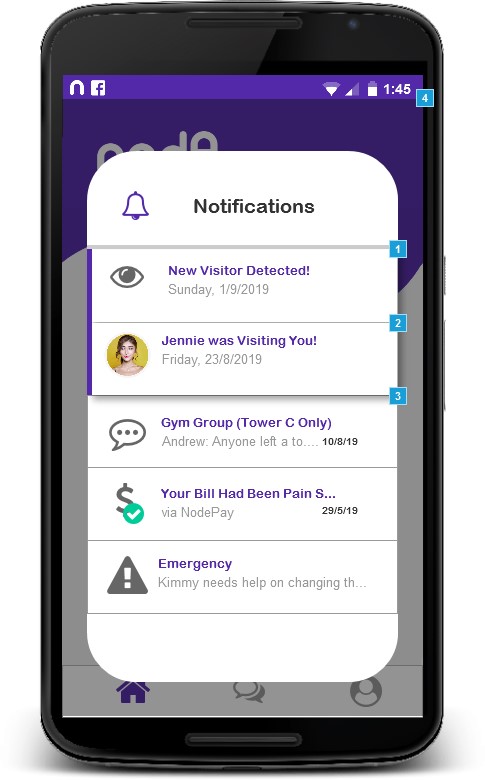 1:45
4
noda
Notifications
1
New Visitor Detected!
Sunday, 1/9/2019
2
Jennie was Visiting You!
Friday, 23/8/2019
3
Gym Group (Tower C Only)
Andrew: Anyone left a to.... 10/8/19
Your Bill Had Been Pain S...
via NodePay 29/5/19
Emergency
Kimmy needs help on changing th...